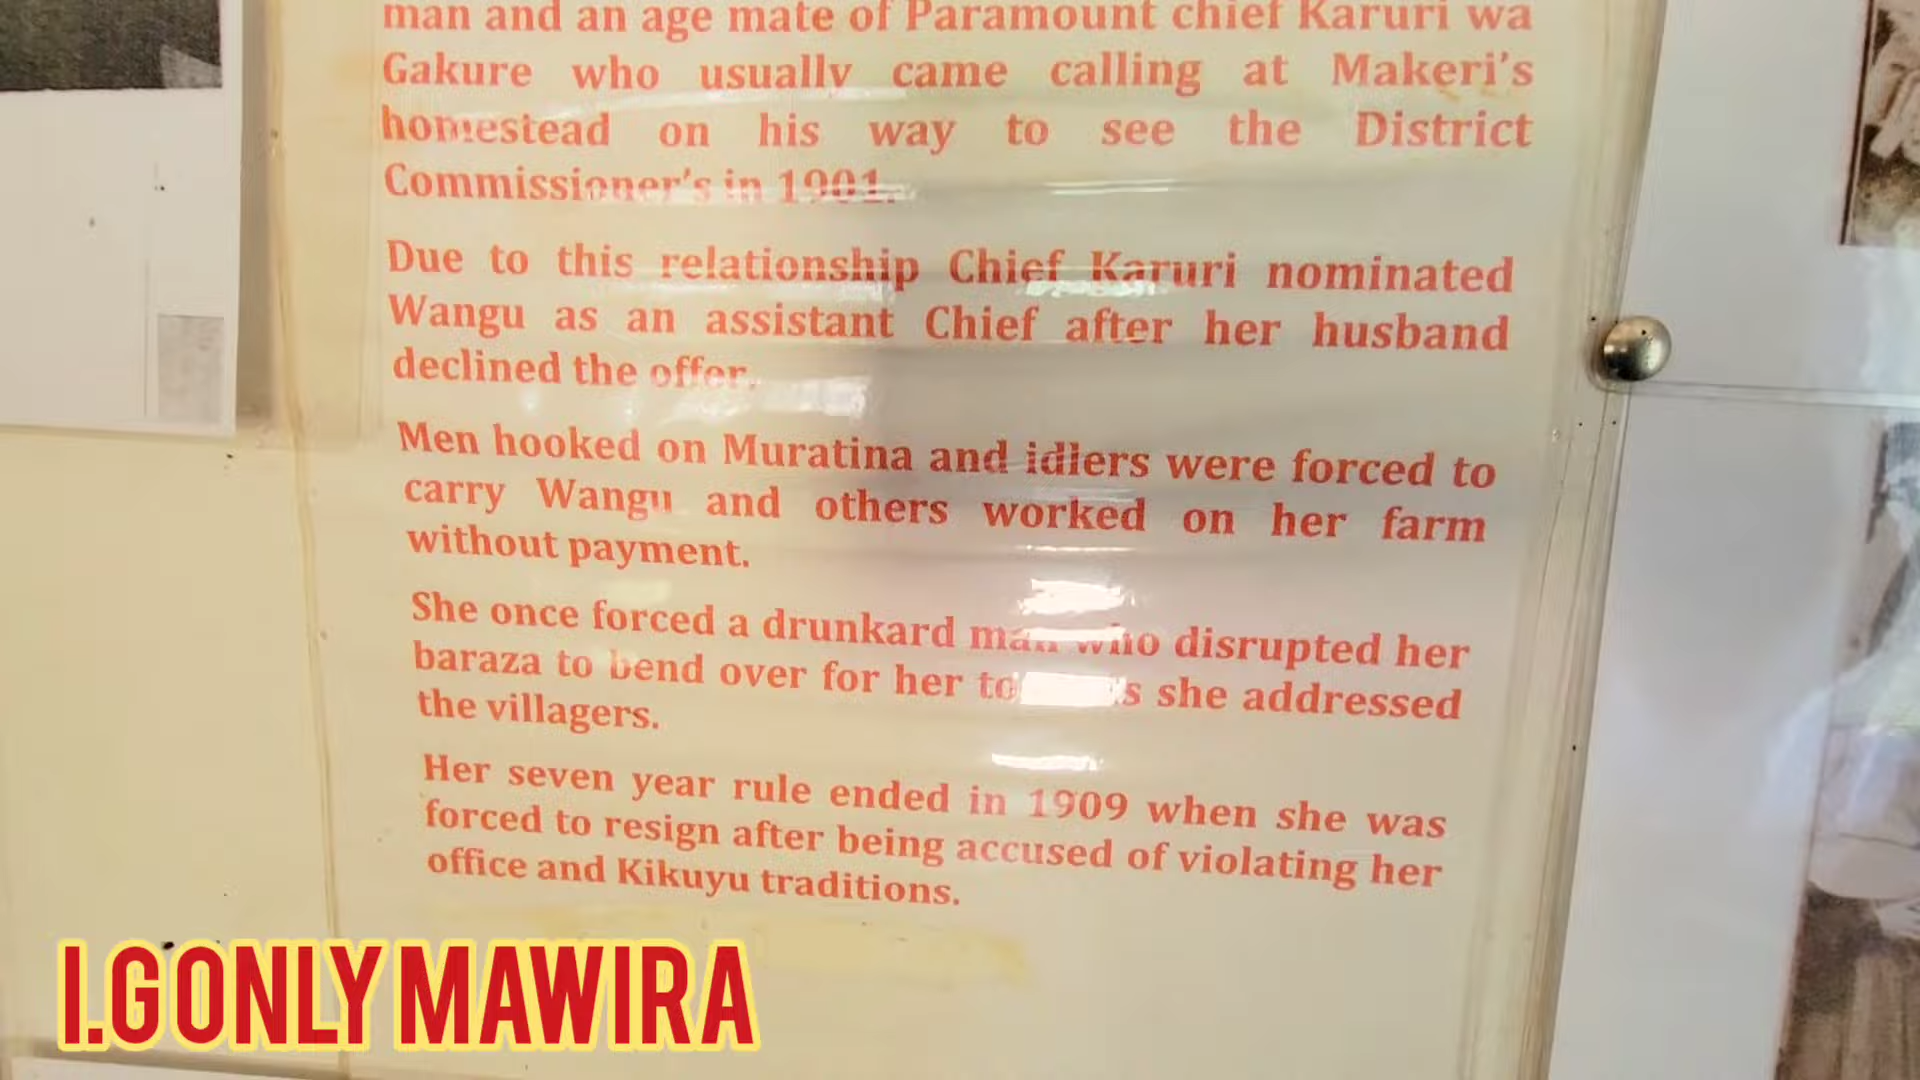 man and an age mate of Paramount chief Karuri wa
Gakure who usually came calling at Makeri's
homestead on his way to see the District
Commissioner's in 1901.
Due to this relationship Chief Karuri nominated
Wangu as an assistant Chief after her husband
declined the offer.
Men hooked on Muratina and idlers were forced to
carry Wangu and others worked on her farm
without payment.
She once forced a drunkard man who disrupted her
baraza to bend over for her to she addressed
the villagers.
Her seven year rule ended in 1909 when she was
forced to resign after being accused of violating her
office and Kikuyu traditions.
I.G ONLY MAWIRA